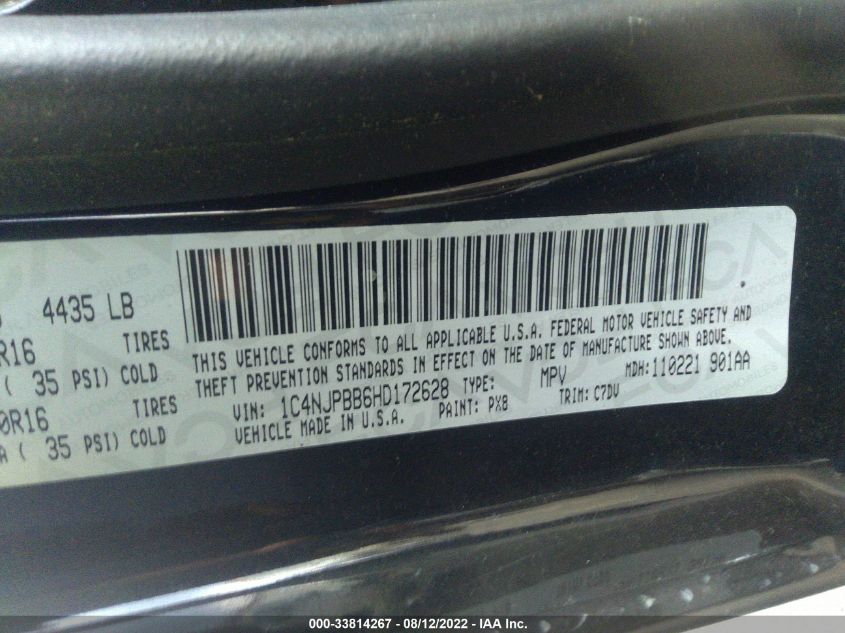 4435 LB
R16 TIRES
( 35 PSI) COLD
0R16 TIRES
A ( 35 PSI) COLD
THIS VEHICLE CONFORMS TO ALL APPLICABLE U.S.A. FEDERAL MOTOR VEHICLE SAFETY AND
THEFT PREVENTION STANDARDS IN EFFECT ON THE DATE OF MANUFACTURE SHOWN ABOVE.
VIN: 1C4NJPBB6HD172628 TYPE: MPV MDH:110221 901AA
VEHICLE MADE IN U.S.A. PAINT: PX8 TRIM: C7DV
000-33814267 - 08/12/2022 - IAA Inc.